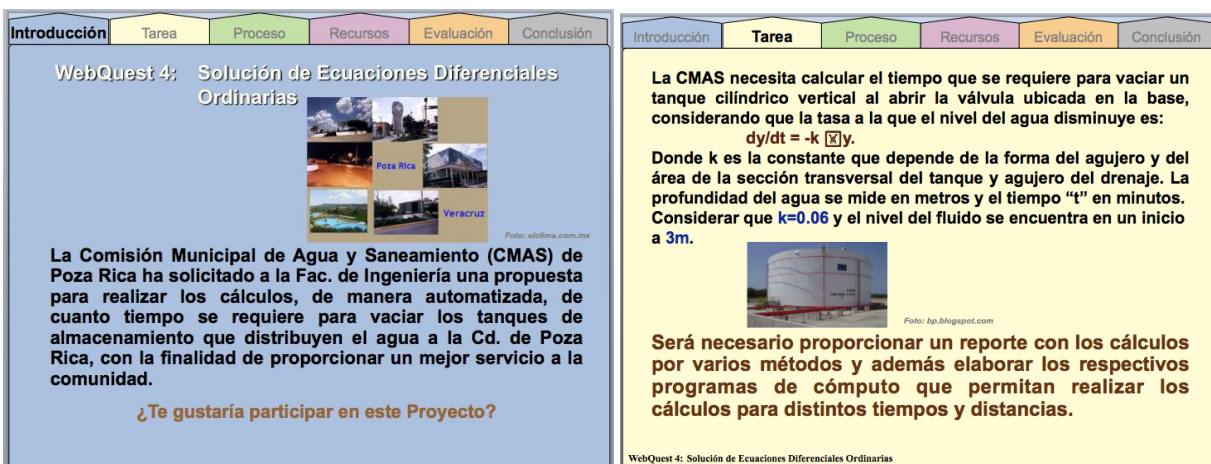 Introducción Tarea Proceso Recursos Evaluación Conclusión
WebQuest 4: Solución de Ecuaciones Diferenciales
Ordinarias
Poza Rica
Veracruz
Foto: elclima.com.mx
La Comisión Municipal de Agua y Saneamiento (CMAS) de
Poza Rica ha solicitado a la Fac. de Ingeniería una propuesta
para realizar los cálculos, de manera automatizada, de
cuanto tiempo se requiere para vaciar los tanques de
almacenamiento que distribuyen el agua a la Cd. de Poza
Rica, con la finalidad de proporcionar un mejor servicio a la
comunidad.
¿Te gustaría participar en este Proyecto?
Introducción Tarea Proceso Recursos Evaluación Conclusión
La CMAS necesita calcular el tiempo que se requiere para vaciar un
tanque cilíndrico vertical al abrir la válvula ubicada en la base,
considerando que la tasa a la que el nivel del agua disminuye es:
dy/dt = -k y.
Donde k es la constante que depende de la forma del agujero y del
área de la sección transversal del tanque y agujero del drenaje. La
profundidad del agua se mide en metros y el tiempo “t” en minutos.
Considerar que k=0.06 y el nivel del fluido se encuentra en un inicio
a 3m.
Foto: bp.blogspot.com
Será necesario proporcionar un reporte con los cálculos
por varios métodos y además elaborar los respectivos
programas de cómputo que permitan realizar los
cálculos para distintos tiempos y distancias.
WebQuest 4: Solución de Ecuaciones Diferenciales Ordinarias